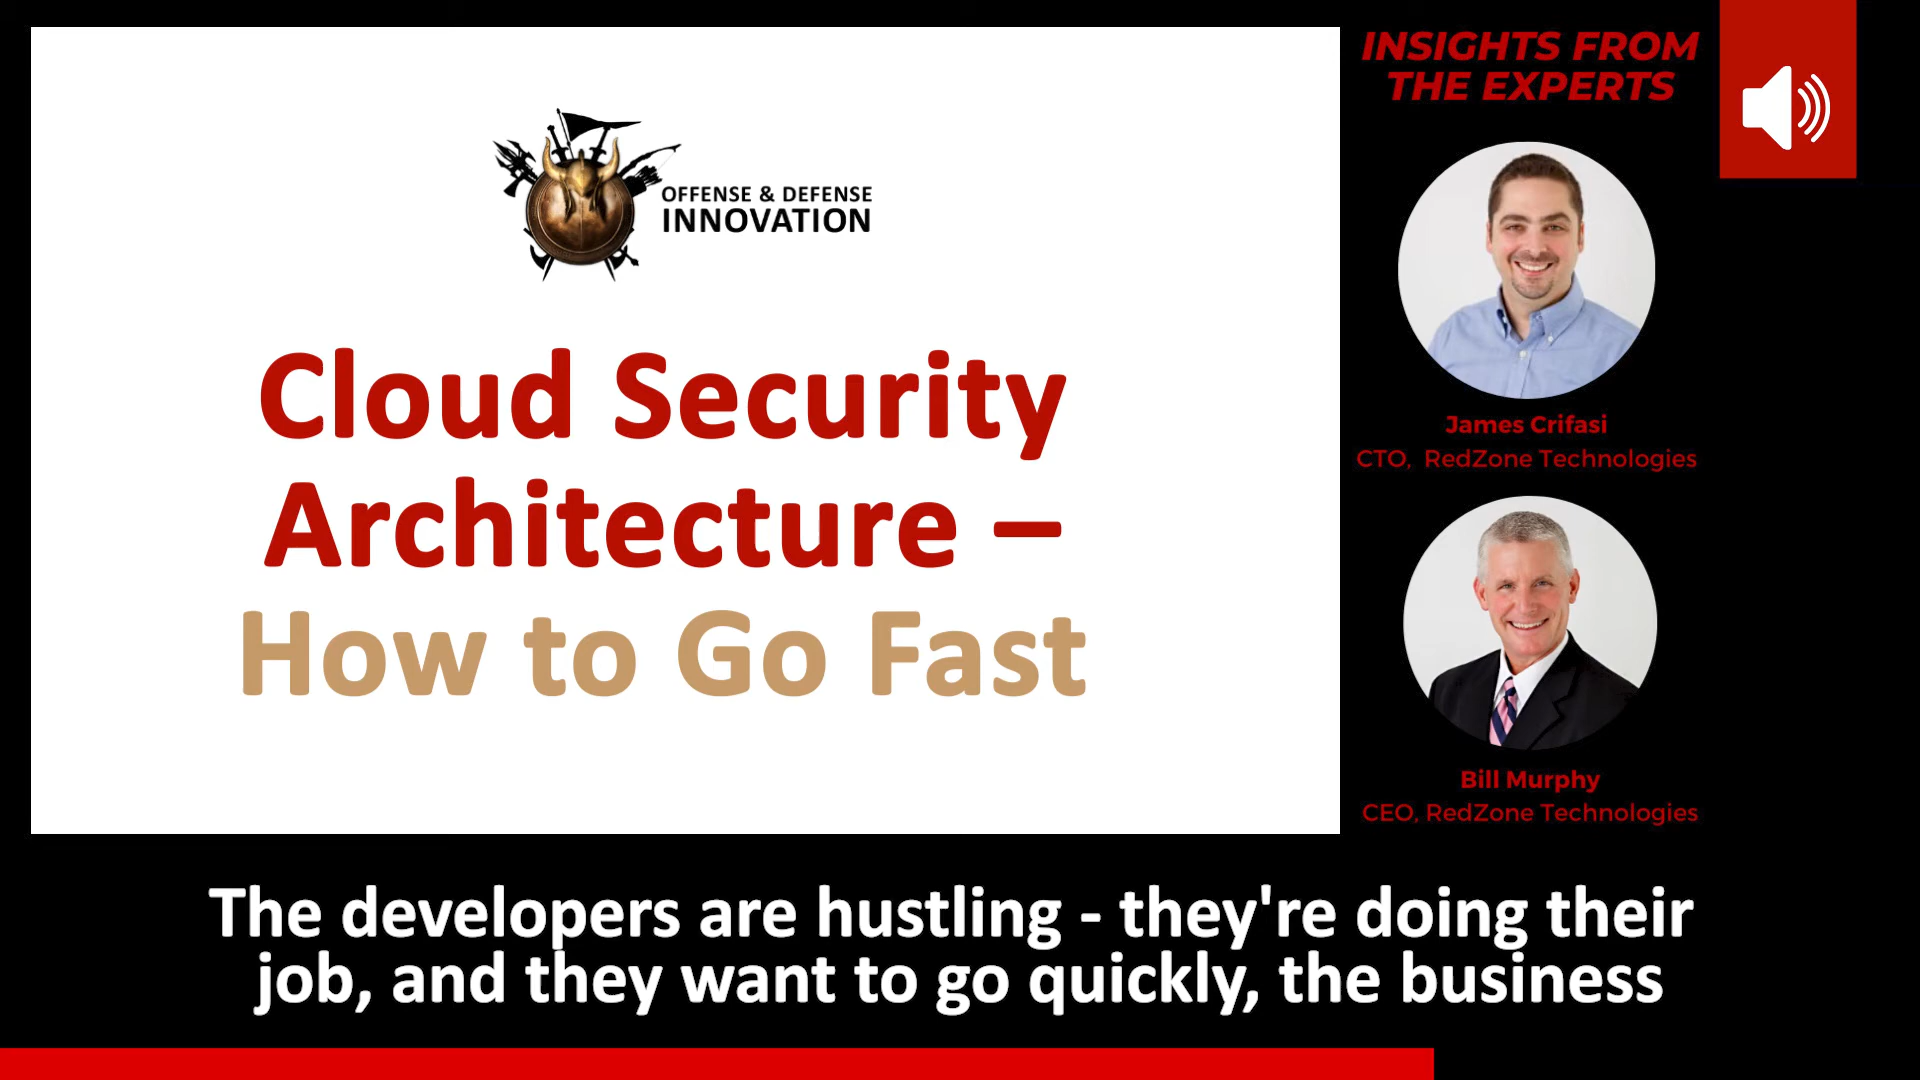 OFFENSE & DEFENSE
INNOVATION
Cloud Security
Architecture –
How to Go Fast
INSIGHTS FROM
THE EXPERTS
James Crifasi
CTO, RedZone Technologies
Bill Murphy
CEO, RedZone Technologies
The developers are hustling - they're doing their
job, and they want to go quickly, the business